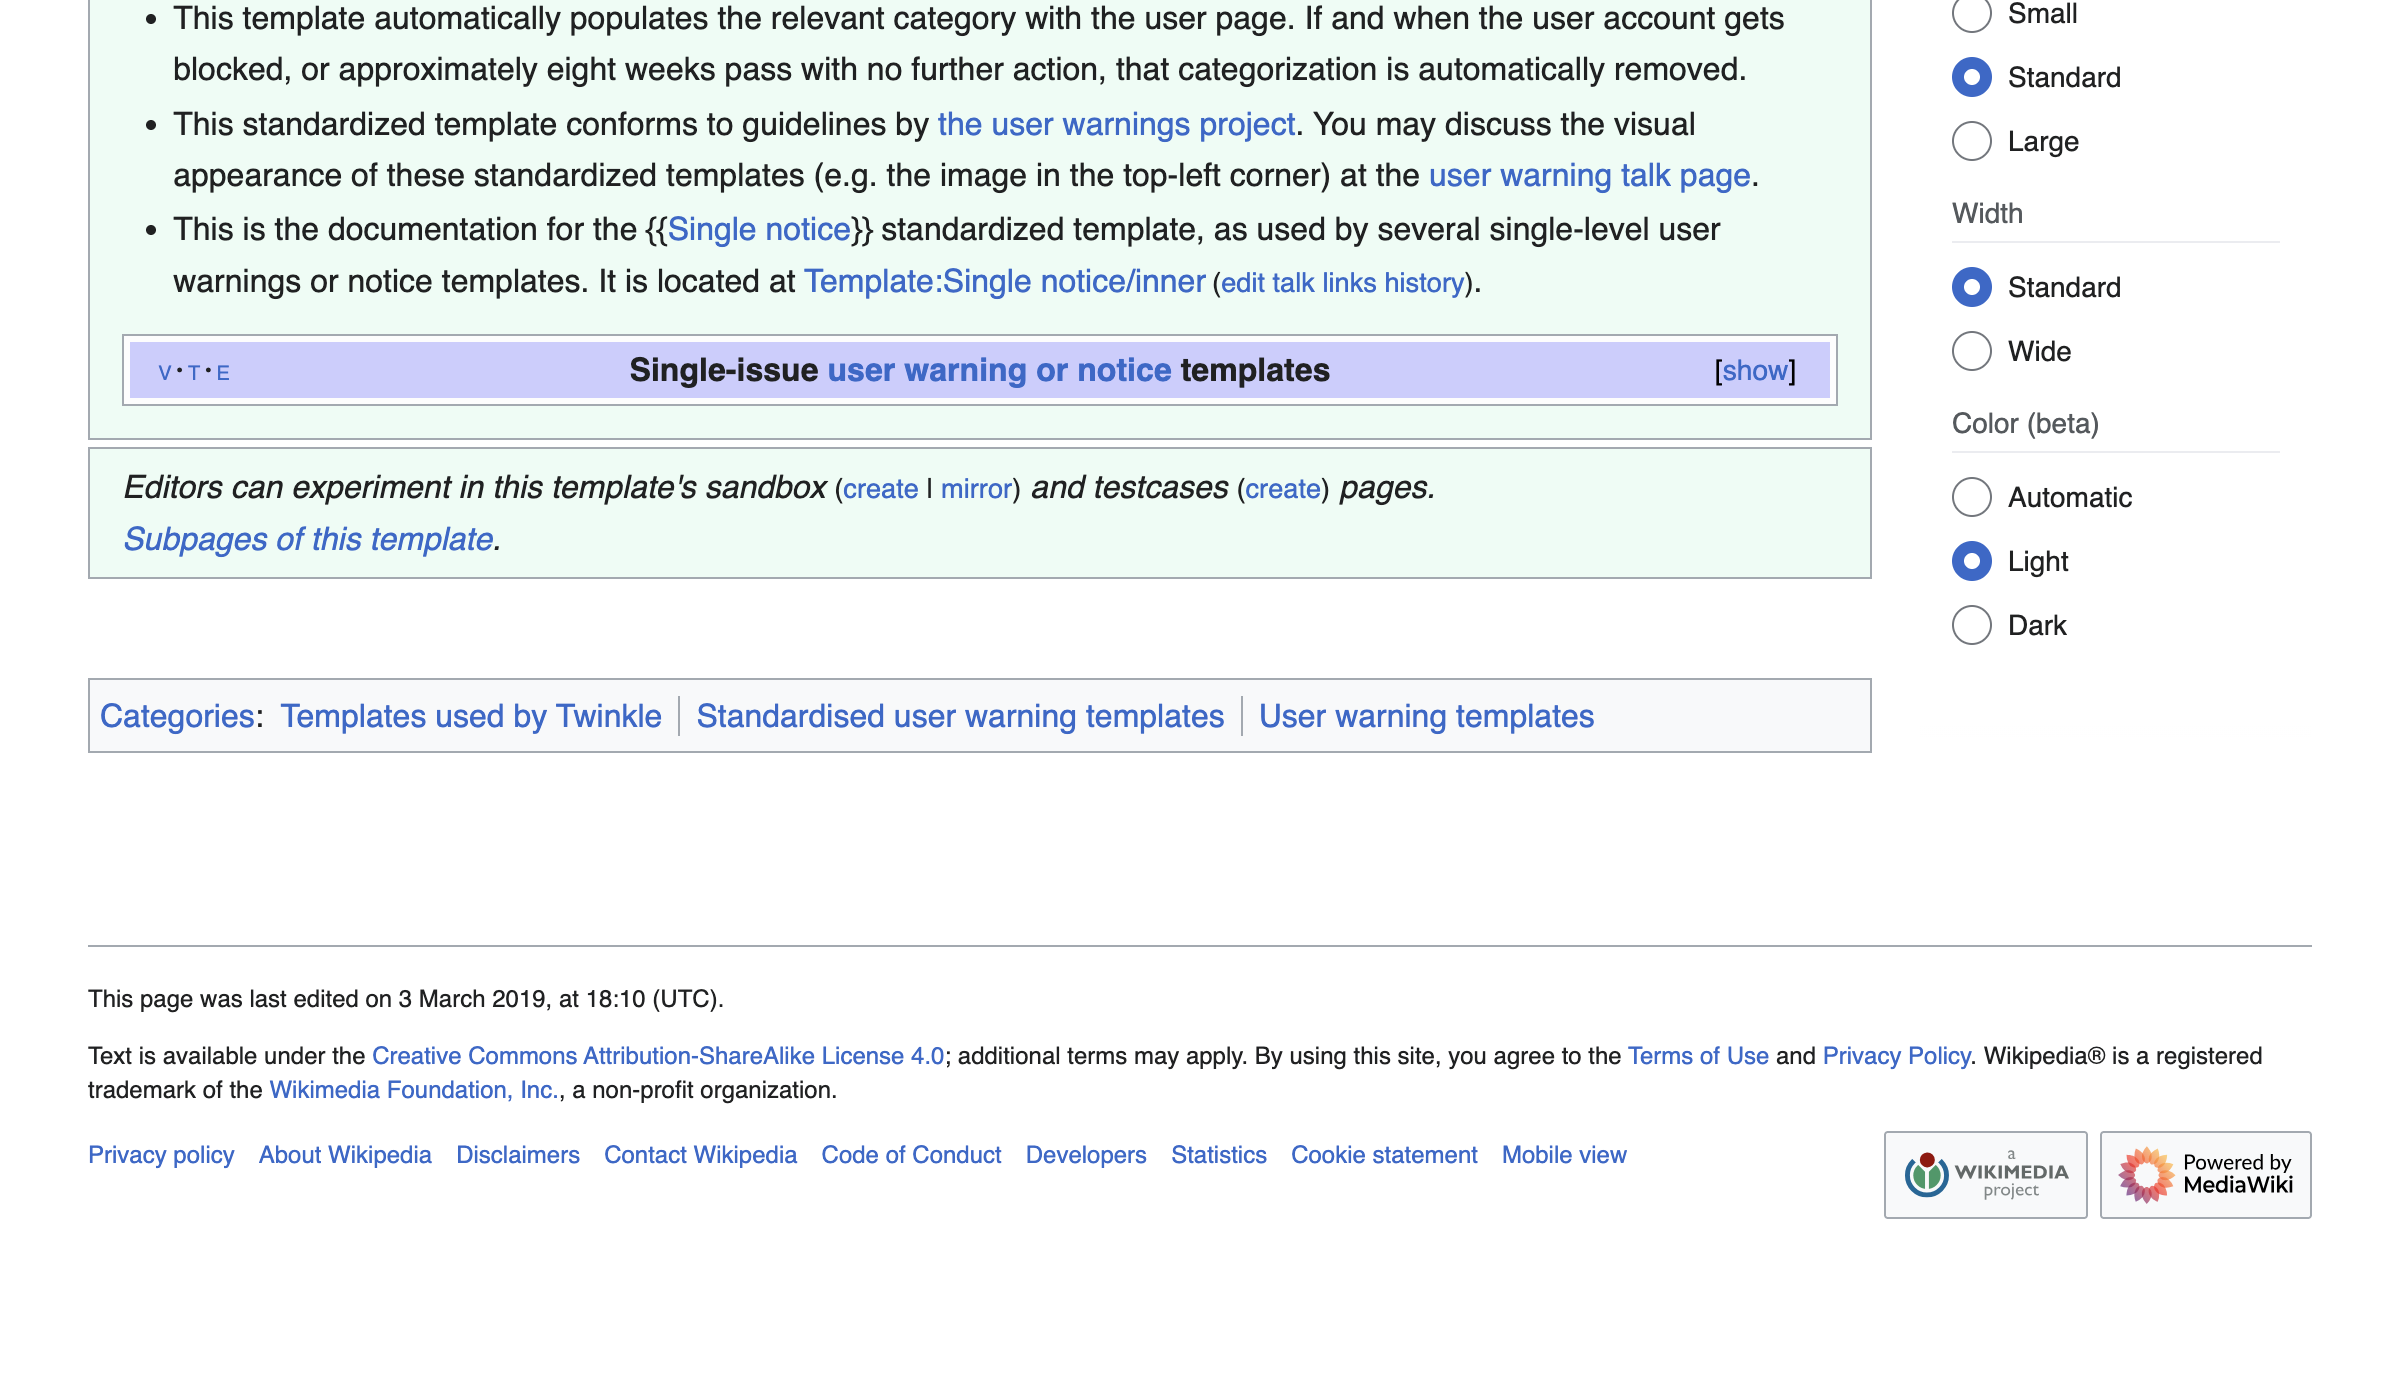 • This template automatically populates the relevant category with the user page. If and when the user account gets
blocked, or approximately eight weeks pass with no further action, that categorization is automatically removed.
• This standardized template conforms to guidelines by the user warnings project. You may discuss the visual
appearance of these standardized templates (e.g. the image in the top-left corner) at the user warning talk page.
• This is the documentation for the {{Single notice}} standardized template, as used by several single-level user
warnings or notice templates. It is located at Template:Single notice/inner (edit talk links history).
V • T • E Single-issue user warning or notice templates [show]
Editors can experiment in this template's sandbox (create | mirror) and testcases (create) pages.
Subpages of this template.
Categories: Templates used by Twinkle | Standardised user warning templates | User warning templates
Small
Standard
Large
Width
Standard
Wide
Color (beta)
Automatic
Light
Dark
This page was last edited on 3 March 2019, at 18:10 (UTC).
Text is available under the Creative Commons Attribution-ShareAlike License 4.0; additional terms may apply. By using this site, you agree to the Terms of Use and Privacy Policy. Wikipedia® is a registered
trademark of the Wikimedia Foundation, Inc., a non-profit organization.
Privacy policy About Wikipedia Disclaimers Contact Wikipedia Code of Conduct Developers Statistics Cookie statement Mobile view
a
WIKIMEDIA
project
Powered by
MediaWiki